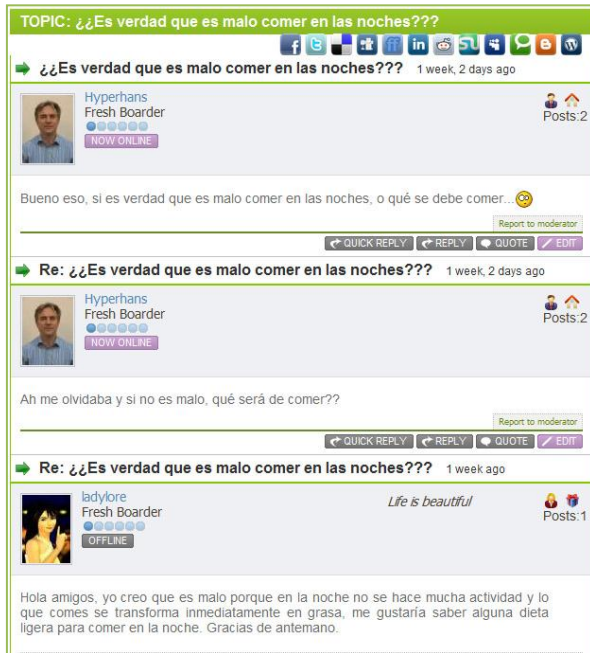 TOPIC: ¿¿Es verdad que es malo comer en las noches???
¿¿Es verdad que es malo comer en las noches??? 1 week, 2 days ago
Hyperhans
Fresh Boarder
NOW ONLINE
Posts:2
Bueno eso, si es verdad que es malo comer en las noches, o qué se debe comer...
Report to moderator
QUICK REPLY REPLY QUOTE EDIT
Re: ¿¿Es verdad que es malo comer en las noches??? 1 week, 2 days ago
Hyperhans
Fresh Boarder
NOW ONLINE
Posts:2
Ah me olvidaba y si no es malo, qué será de comer??
Report to moderator
QUICK REPLY REPLY QUOTE EDIT
Re: ¿¿Es verdad que es malo comer en las noches??? 1 week ago
ladylore
Fresh Boarder
OFFLINE
Life is beautiful
Posts:1
Hola amigos, yo creo que es malo porque en la noche no se hace mucha actividad y lo
que comes se transforma inmediatamente en grasa, me gustaría saber alguna dieta
ligera para comer en la noche. Gracias de antemano.